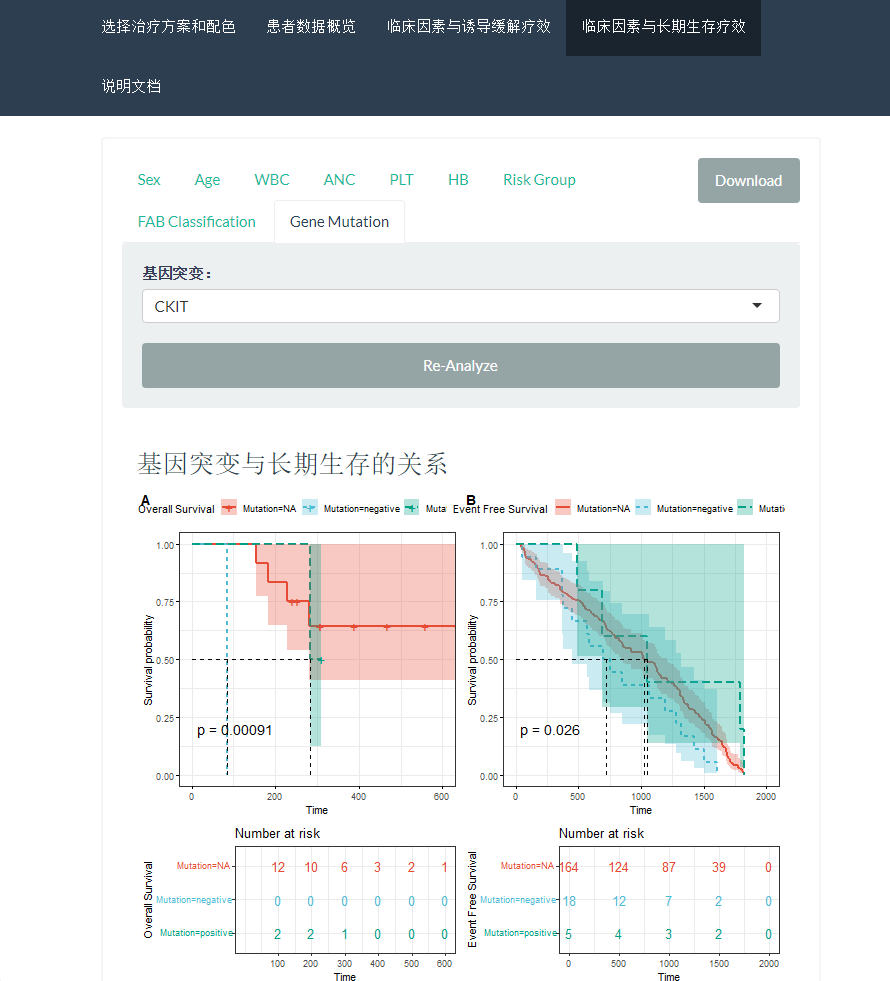 选择治疗方案和配色 患者数据概览 临床因素与诱导缓解疗效 临床因素与长期生存疗效
说明文档
Sex Age WBC ANC PLT HB Risk Group Download
FAB Classification Gene Mutation
基因突变：
CKIT
Re-Analyze
基因突变与长期生存的关系
A
Overall Survival Mutation=NA Mutation=negative
B
Event Free Survival Mutation=NA Mutation=negative
Survival probability
1.00
0.75
0.50
0.25
0.00
p = 0.00091
0 200 400 600
Time
Survival probability
1.00
0.75
0.50
0.25
0.00
p = 0.026
0 500 1000 1500 2000
Time
Number at risk
Overall Survival
Mutation=NA 12 10 6 3 2 1
Mutation=negative 0 0 0 0 0 0
Mutation=positive 2 2 1 0 0 0
100 200 300 400 500 600
Time
Number at risk
Event Free Survival
Mutation=NA 164 124 87 39 0
Mutation=negative 18 12 7 2 0
Mutation=positive 5 4 3 2 0
0 500 1000 1500 2000
Time